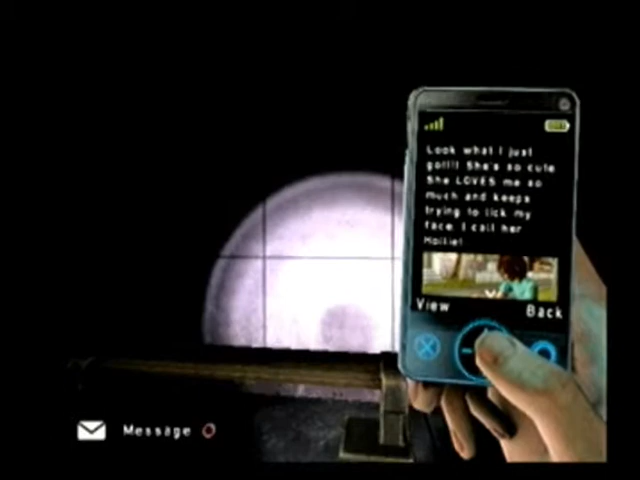 Look what I just
got!!! She's so cute
She LOVES me so
much and keeps
trying to lick my
face. I call her
Hollie!
View Back
Message